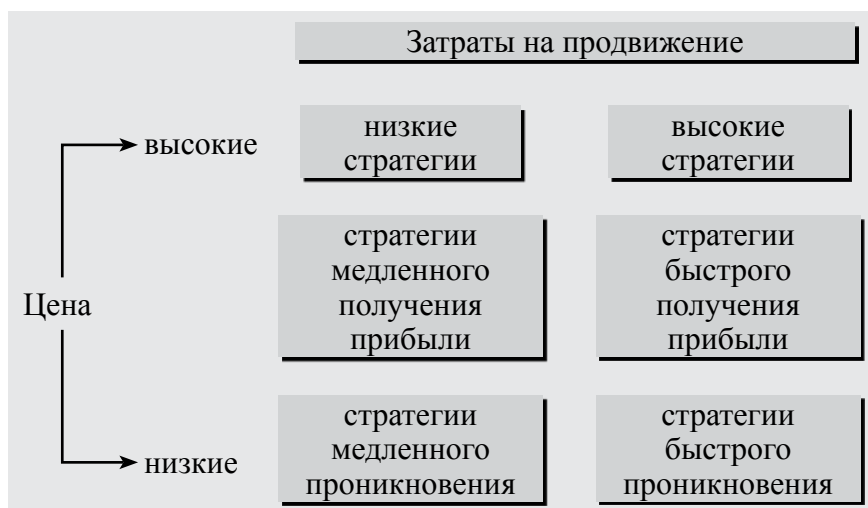 Затраты на продвижение
высокие
низкие
стратегии
высокие
стратегии
Цена
стратегии
медленного
получения
прибыли
стратегии
быстрого
получения
прибыли
низкие
стратегии
медленного
проникновения
стратегии
быстрого
проникновения